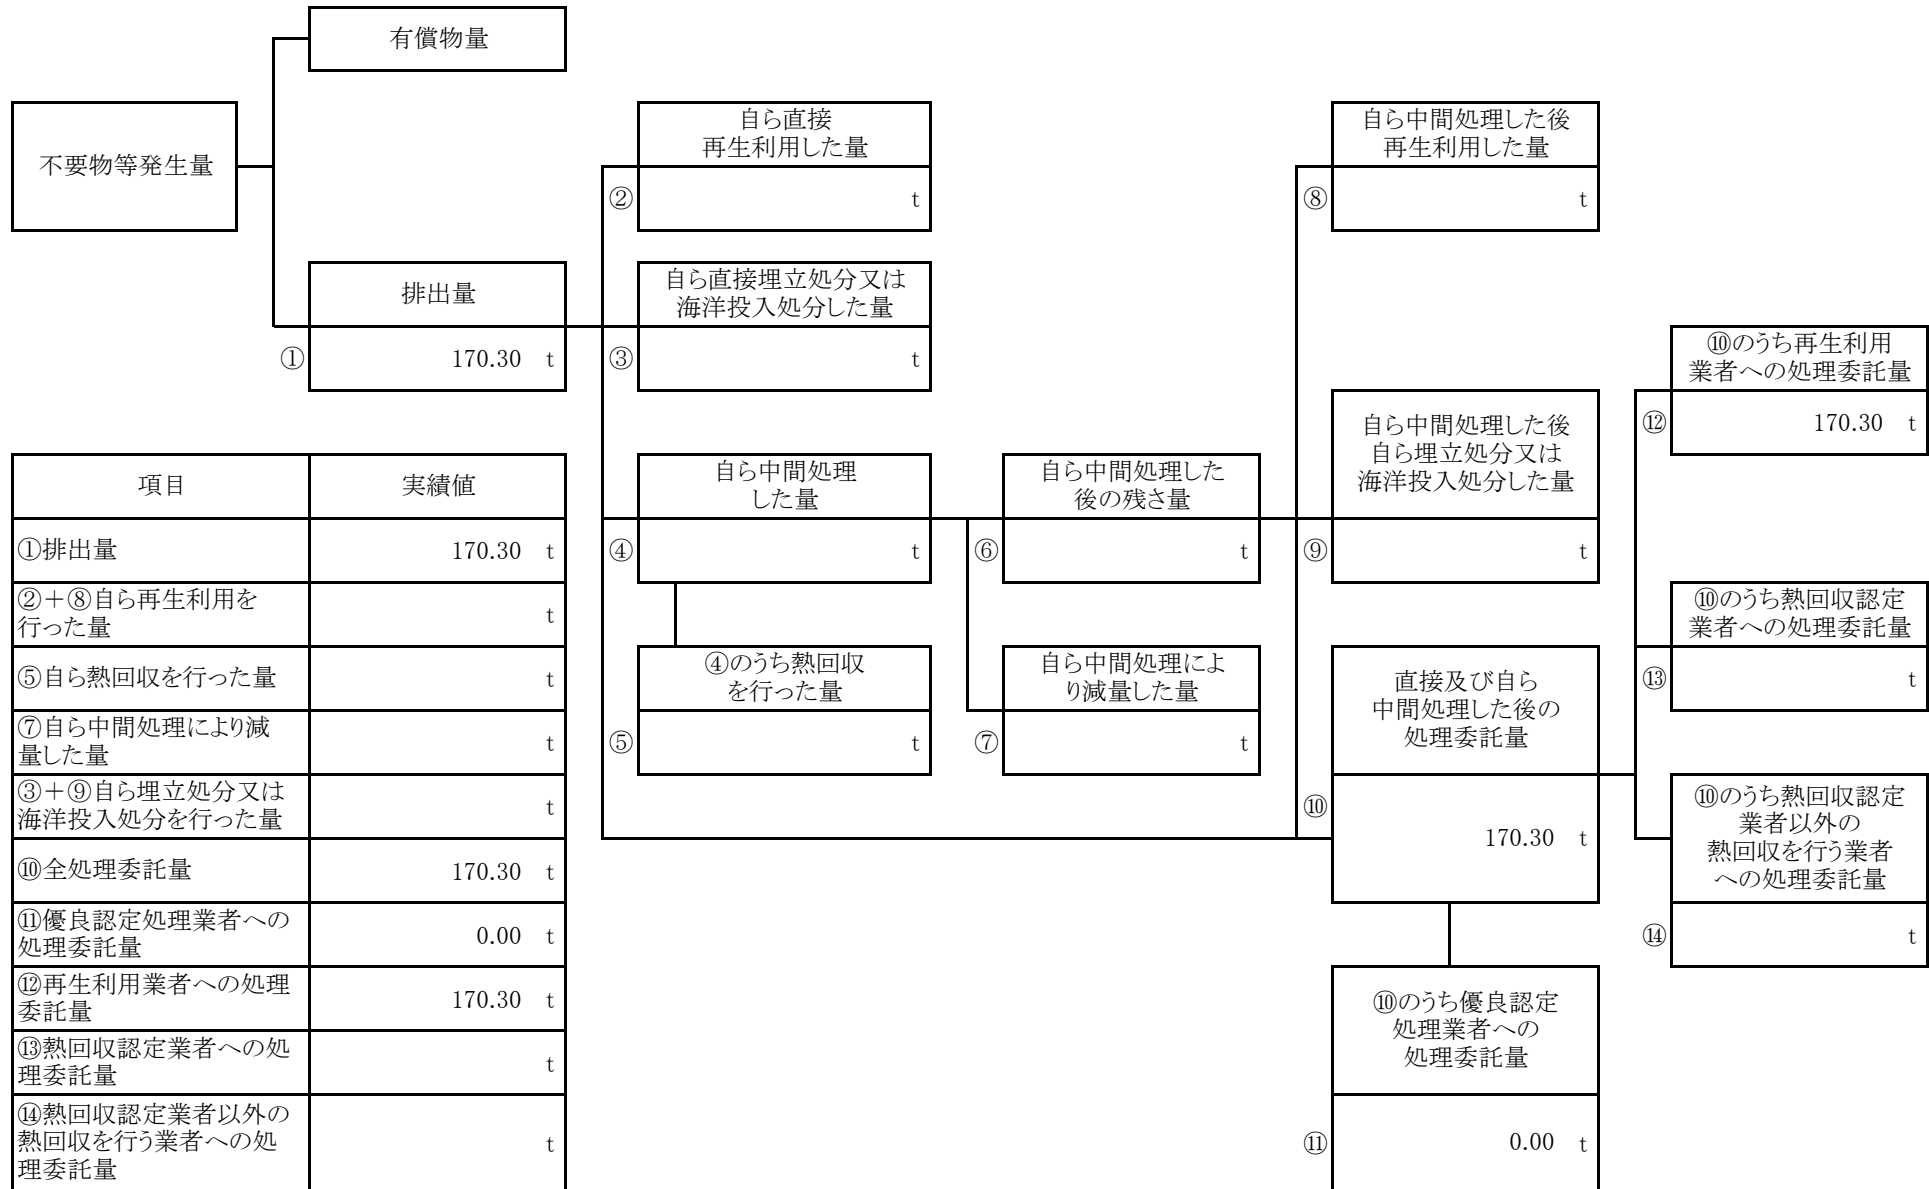 有償物量
不要物等発生量
排出量
① 170.30 t
自ら直接
再生利用した量
② t
自ら直接埋立処分又は
海洋投入処分した量
③ t
自ら中間処理
した量
④ t
④のうち熱回収
を行った量
⑤ t
自ら中間処理した
後の残さ量
⑥ t
自ら中間処理によ
り減量した量
⑦ t
自ら中間処理した後
再生利用した量
⑧ t
自ら中間処理した後
自ら埋立処分又は
海洋投入処分した量
⑨ t
直接及び自ら
中間処理した後の
処理委託量
⑩ 170.30 t
⑩のうち優良認定
処理業者への
処理委託量
⑪ 0.00 t
⑩のうち再生利用
業者への処理委託量
⑫ 170.30 t
⑩のうち熱回収認定
業者への処理委託量
⑬ t
⑩のうち熱回収認定
業者以外の
熱回収を行う業者
への処理委託量
⑭ t
項目 実績値
①排出量 170.30 t
②＋⑧自ら再生利用を
行った量 t
⑤自ら熱回収を行った量 t
⑦自ら中間処理により減
量した量 t
③＋⑨自ら埋立処分又は
海洋投入処分を行った量 t
⑩全処理委託量 170.30 t
⑪優良認定処理業者への
処理委託量 0.00 t
⑫再生利用業者への処理
委託量 170.30 t
⑬熱回収認定業者への処
理委託量 t
⑭熱回収認定業者以外の
熱回収を行う業者への処
理委託量 t